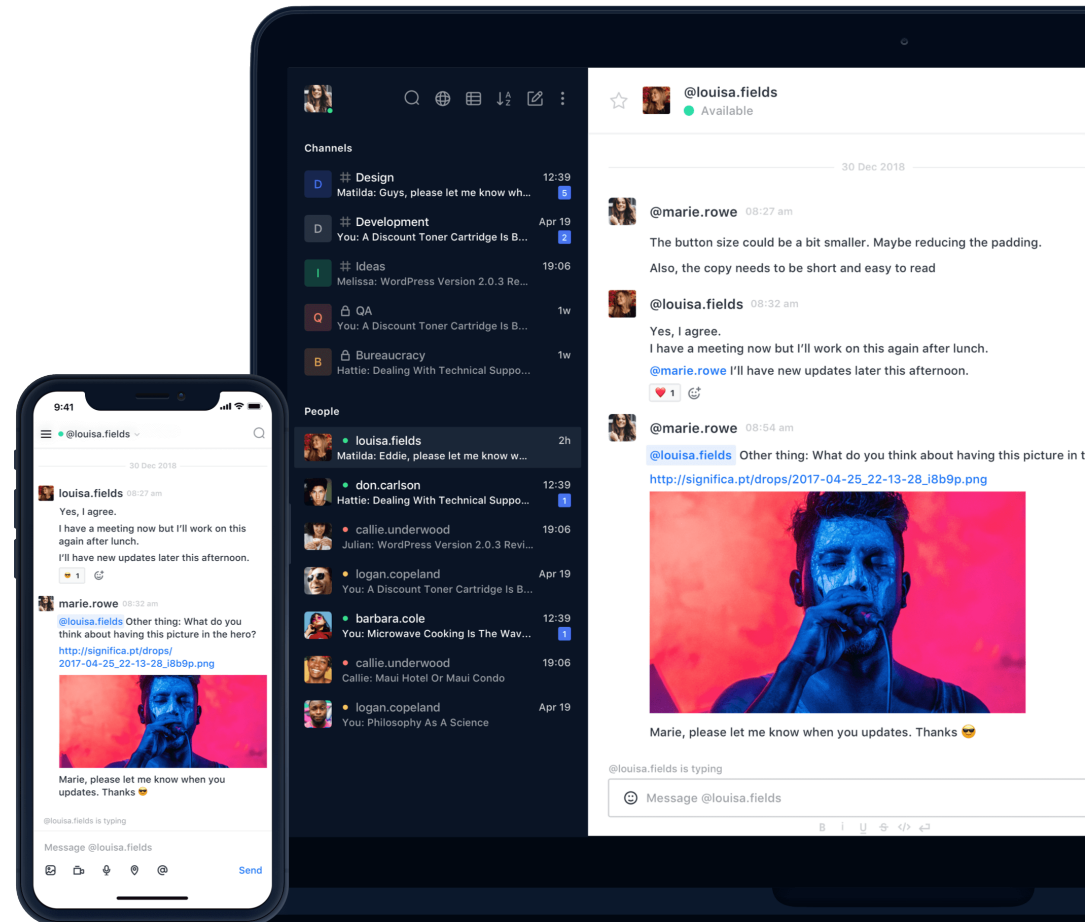 Channels
D
# Design
12:39
Matilda: Guys, please let me know wh...
5
D
# Development
Apr 19
You: A Discount Toner Cartridge Is B...
2
I
# Ideas
19:06
Melissa: WordPress Version 2.0.3 Re...
Q
QA
1w
You: A Discount Toner Cartridge Is B...
B
Bureaucracy
1w
Hattie: Dealing With Technical Suppo...
People
louisa.fields
2h
Matilda: Eddie, please let me know w...
don.carlson
12:39
Hattie: Dealing With Technical Suppo...
1
callie.underwood
19:06
Julian: WordPress Version 2.0.3 Revi...
logan.copeland
Apr 19
You: A Discount Toner Cartridge Is B...
barbara.cole
12:39
You: Microwave Cooking Is The Wav...
1
callie.underwood
19:06
Callie: Maui Hotel Or Maui Condo
logan.copeland
Apr 19
You: Philosophy As A Science
@louisa.fields
Available
30 Dec 2018
@marie.rowe 08:27 am
The button size could be a bit smaller. Maybe reducing the padding.
Also, the copy needs to be short and easy to read
@louisa.fields 08:32 am
Yes, I agree.
I have a meeting now but I’ll work on this again after lunch.
@marie.rowe I’ll have new updates later this afternoon.
❤️ 1
@marie.rowe 08:54 am
@louisa.fields Other thing: What do you think about having this picture in t
http://significa.pt/drops/2017-04-25_22-13-28_i8b9p.png
Marie, please let me know when you updates. Thanks 😎
@louisa.fields is typing
Message @louisa.fields
B i U S </>
9:41
@louisa.fields
30 Dec 2018
louisa.fields 08:27 am
Yes, I agree.
I have a meeting now but I’ll work on this
again after lunch.
I’ll have new updates later this afternoon.
😎 1
marie.rowe 08:32 am
@louisa.fields Other thing: What do you
think about having this picture in the hero?
http://significa.pt/drops/
2017-04-25_22-13-28_i8b9p.png
Marie, please let me know when you
updates. Thanks 😎
@louisa.fields is typing
Message @louisa.fields
Send